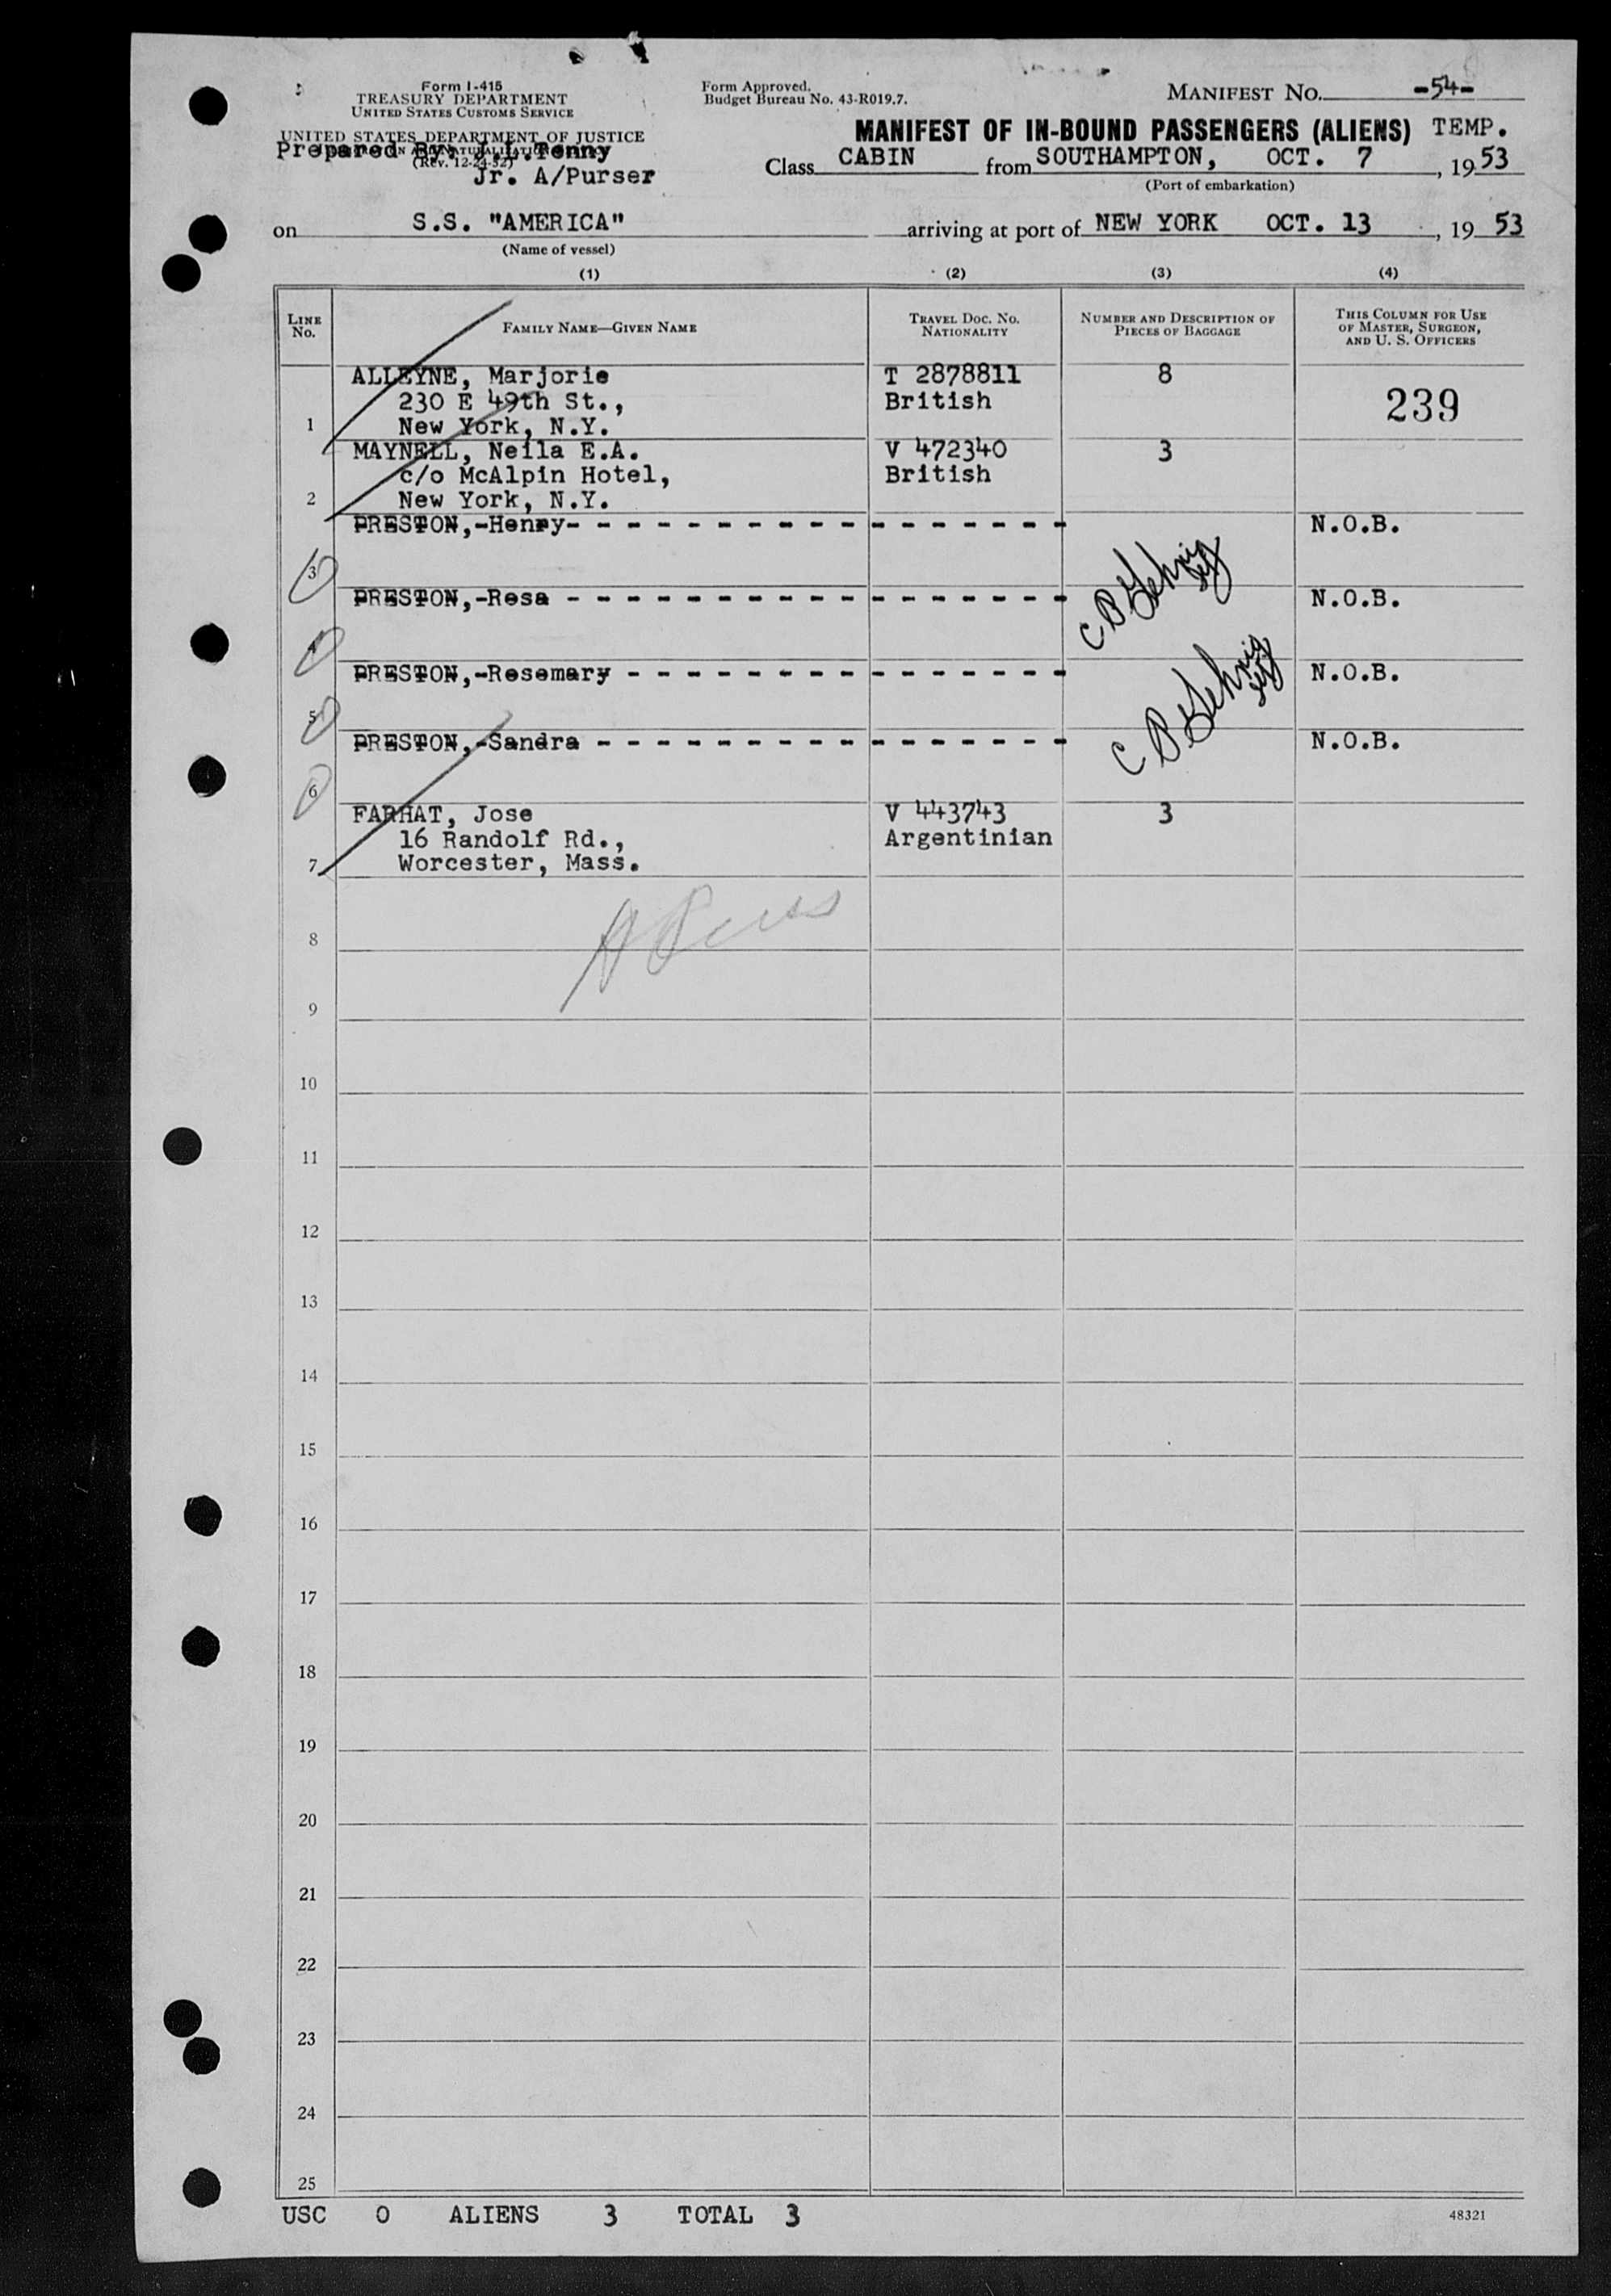 Form I-415
TREASURY DEPARTMENT
UNITED STATES CUSTOMS SERVICE
UNITED STATES DEPARTMENT OF JUSTICE
Prepared By: J.L.Tenny
(Rev. 12-24-52)
Jr. A/Purser
Form Approved.
Budget Bureau No. 43-R019.7.
MANIFEST NO. -54-
MANIFEST OF IN-BOUND PASSENGERS (ALIENS) TEMP.
Class CABIN from SOUTHAMPTON, OCT. 7, 1953
(Port of embarkation)
on S.S. "AMERICA" arriving at port of NEW YORK OCT. 13, 19 53
(Name of vessel)
(1) (2) (3) (4)
LINE No. FAMILY NAME—GIVEN NAME TRAVEL DOC. NO. NATIONALITY NUMBER AND DESCRIPTION OF PIECES OF BAGGAGE THIS COLUMN FOR USE OF MASTER, SURGEON, AND U. S. OFFICERS
ALLEYNE, Marjorie T 2878811 8
230 E 49th St., British 239
1 New York, N.Y.
MAYNELL, Neila E.A. V 472340 3
c/o McAlpin Hotel, British
2 New York, N.Y.
PRESTON,-Henry- - - - - - - - - - - - - - - - - N.O.B.
3
PRESTON,-Rosa - - - - - - - - - - - - - - - - - N.O.B.
4
PRESTON,-Rosemary - - - - - - - - - - - - - - - N.O.B.
5
PRESTON,-Sandra - - - - - - - - - - - - - - - - N.O.B.
6
FARHAT, Jose V 443743 3
16 Randolf Rd., Argentinian
7 Worcester, Mass.
8
9
10
11
12
13
14
15
16
17
18
19
20
21
22
23
24
25
USC 0 ALIENS 3 TOTAL 3
48321